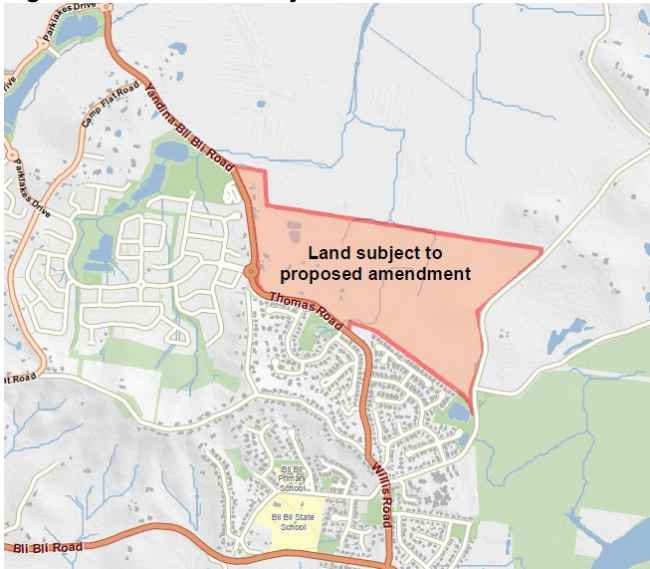 Parklakes Drive
Camp Flat Road
Yandina-Bli Bli Road
Parklakes Drive
Land subject to
proposed amendment
Thomas Road
Road
Bli Bli
Primary
School
Bli Bli State
School
Willis Road
Bli Bli Road